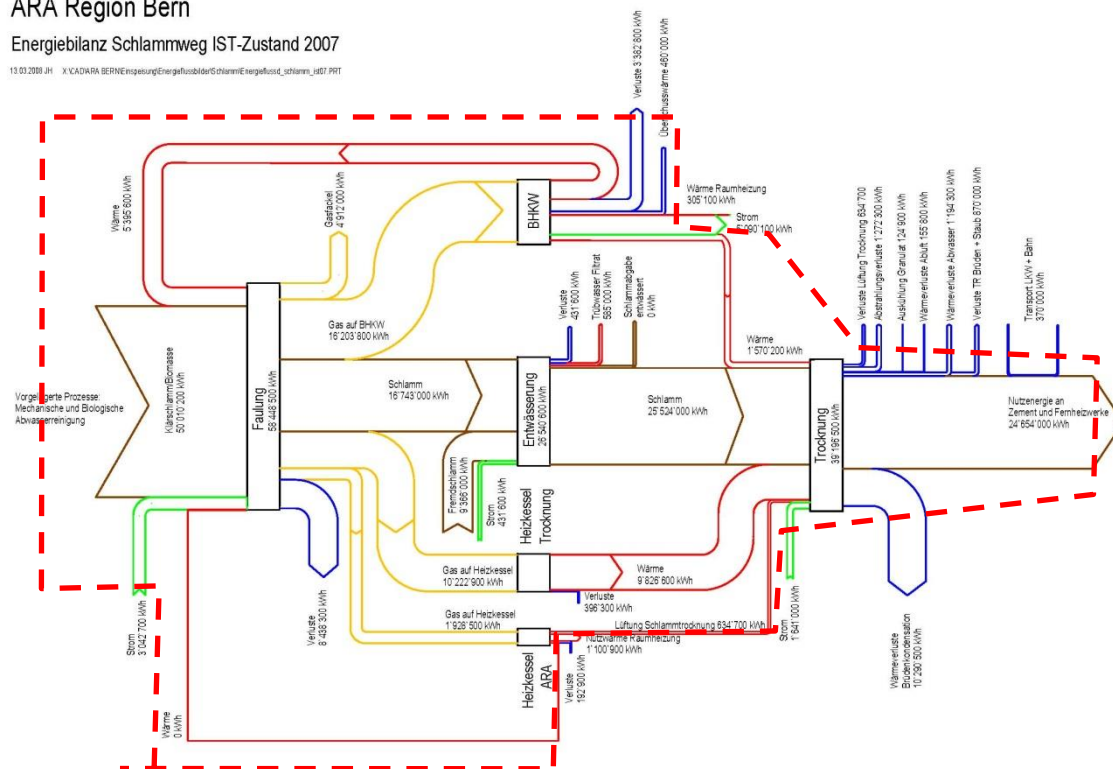 ARA Region Bern
Energiebilanz Schlammweg IST-Zustand 2007
Verluste 3'382'800 kWh
Überschusswärme 460'000 kWh
Wärme
5'395'600 kWh
Gasfackel
4'912'000 kWh
BHKW
Wärme Raumheizung
305'100 kWh
Strom
5'090'100 kWh
Verluste Lüftung Trocknung 634'700
Abstrahlungsverluste 1'272'300 kWh
Auskühlung Granulat 124'900 kWh
Wärmeverluste Abluft 155'800 kWh
Wärmeverluste Abwasser 1'194'300 kWh
Verluste TR Brüden + Staub 870'000 kWh
Transport LKW + Bahn
370'000 kWh
Gas auf BHKW
16'203'800 kWh
Verluste
431'600 kWh
Trübwasser Filtrat
585'000 kWh
Schlammabgabe
entwässert
0 kWh
Wärme
1'570'200 kWh
Vorgelagerte Prozesse:
Mechanische und Biologische
Abwasserreinigung
Klärschlamm/Biomasse
50'010'200 kWh
Faulung
58'448'500 kWh
Schlamm
16'743'000 kWh
Entwässerung
26'540'600 kWh
Schlamm
25'524'000 kWh
Trocknung
39'196'500 kWh
Nutzenergie an
Zement und Fernheizwerke
24'654'000 kWh
Fremdschlamm
9'366'000 kWh
Strom
431'600 kWh
Heizkessel
Trocknung
Gas auf Heizkessel
10'222'900 kWh
Wärme
9'826'600 kWh
Verluste
396'300 kWh
Gas auf Heizkessel
1'928'500 kWh
Lüftung Schlammtrocknung 634'700 kWh
Nutzwärme Raumheizung
1'100'900 kWh
Heizkessel
ARA
Verluste
192'900 kWh
Strom
3'042'700 kWh
Verluste
8'438'300 kWh
Strom
1'641'000 kWh
Wärmeverluste
Brüdenkondensation
10'290'500 kWh
Wärme
0 kWh